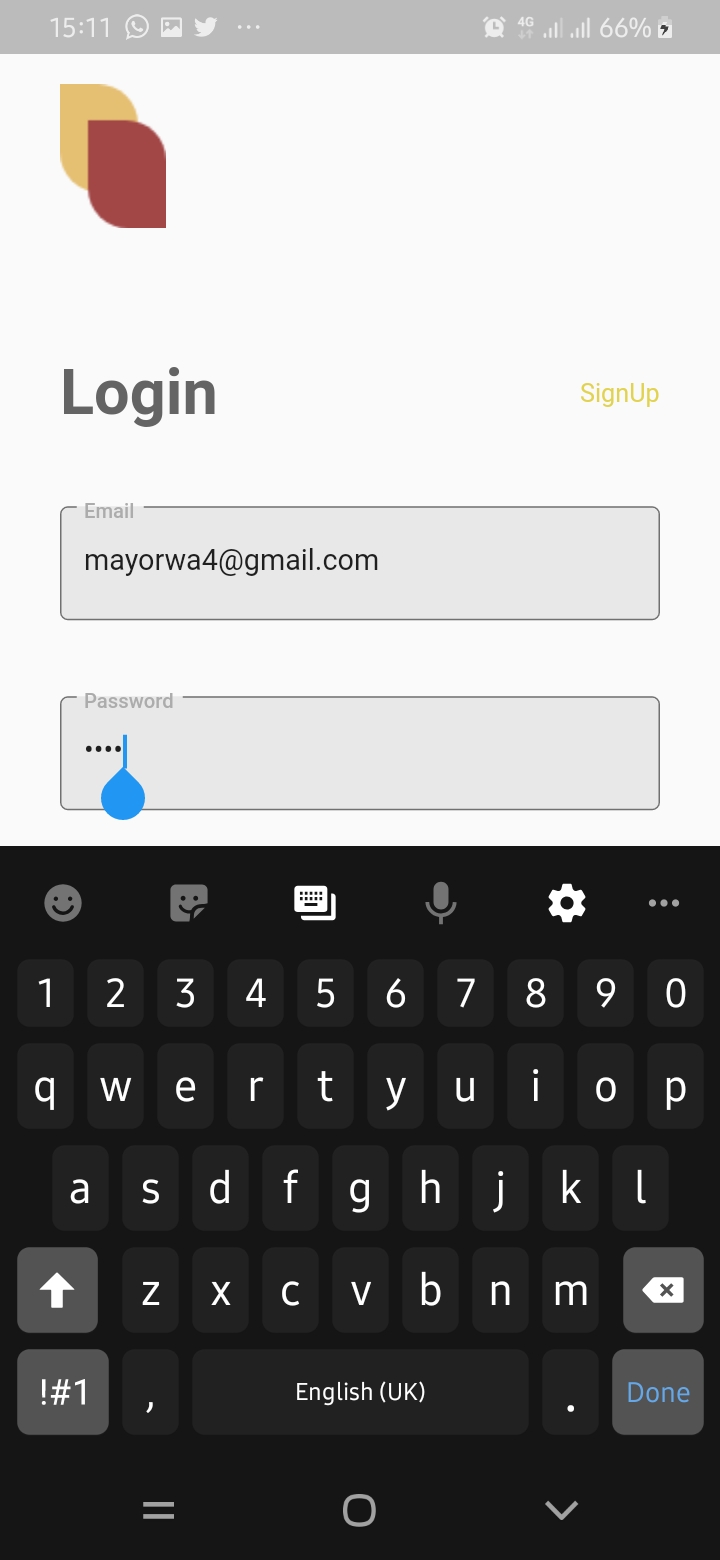 15:11 4G 66%
Login SignUp
Email
mayorwa4@gmail.com
Password
••••
1 2 3 4 5 6 7 8 9 0
q w e r t y u i o p
a s d f g h j k l
z x c v b n m
!#1 , English (UK) . Done